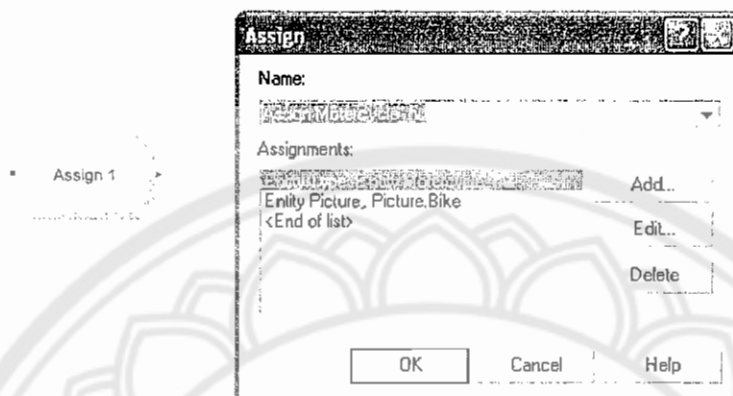 Assign
Name:
Assign 1
Assignments:
Entity Picture, Picture.Bike
<End of list>
Add...
Edit...
Delete
OK
Cancel
Help